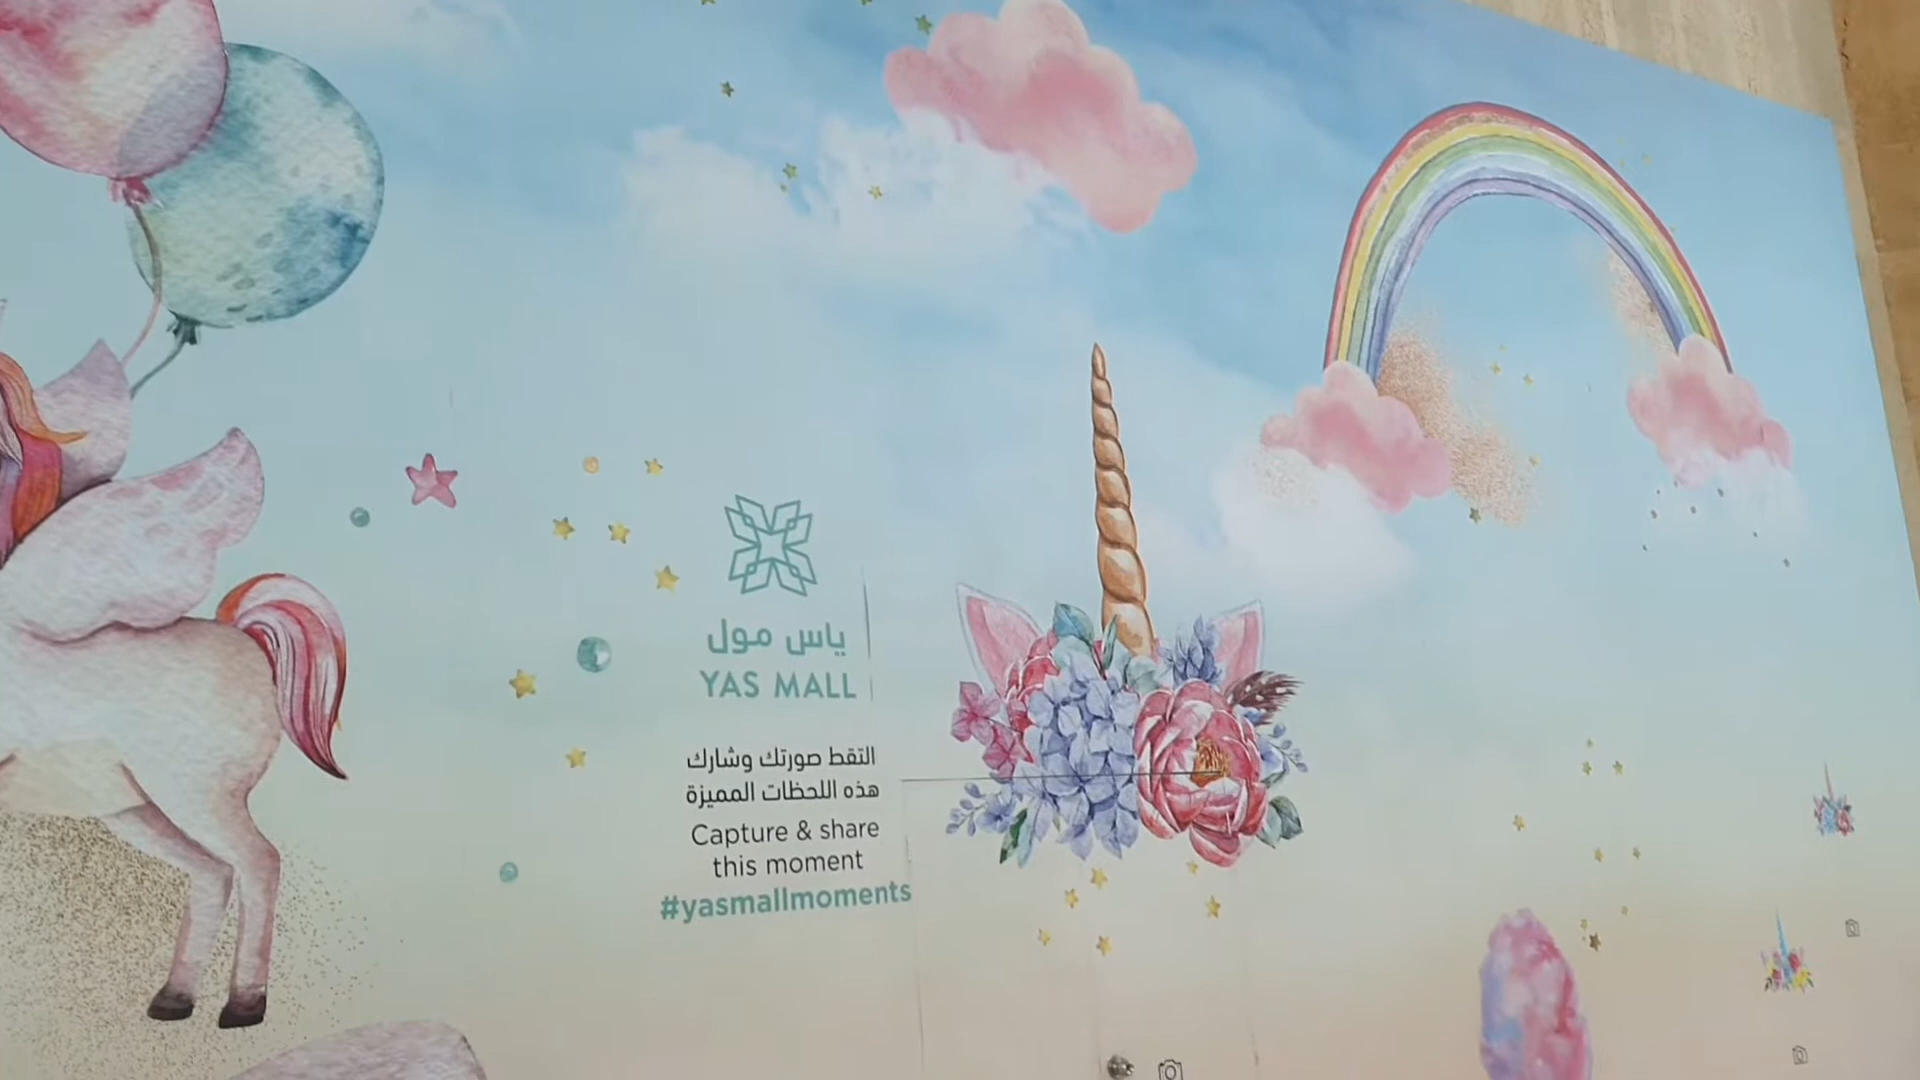 ياس مول
YAS MALL
التقط صورتك وشارك
هذه اللحظات المميزة
Capture & share
this moment
#yasmallmoments